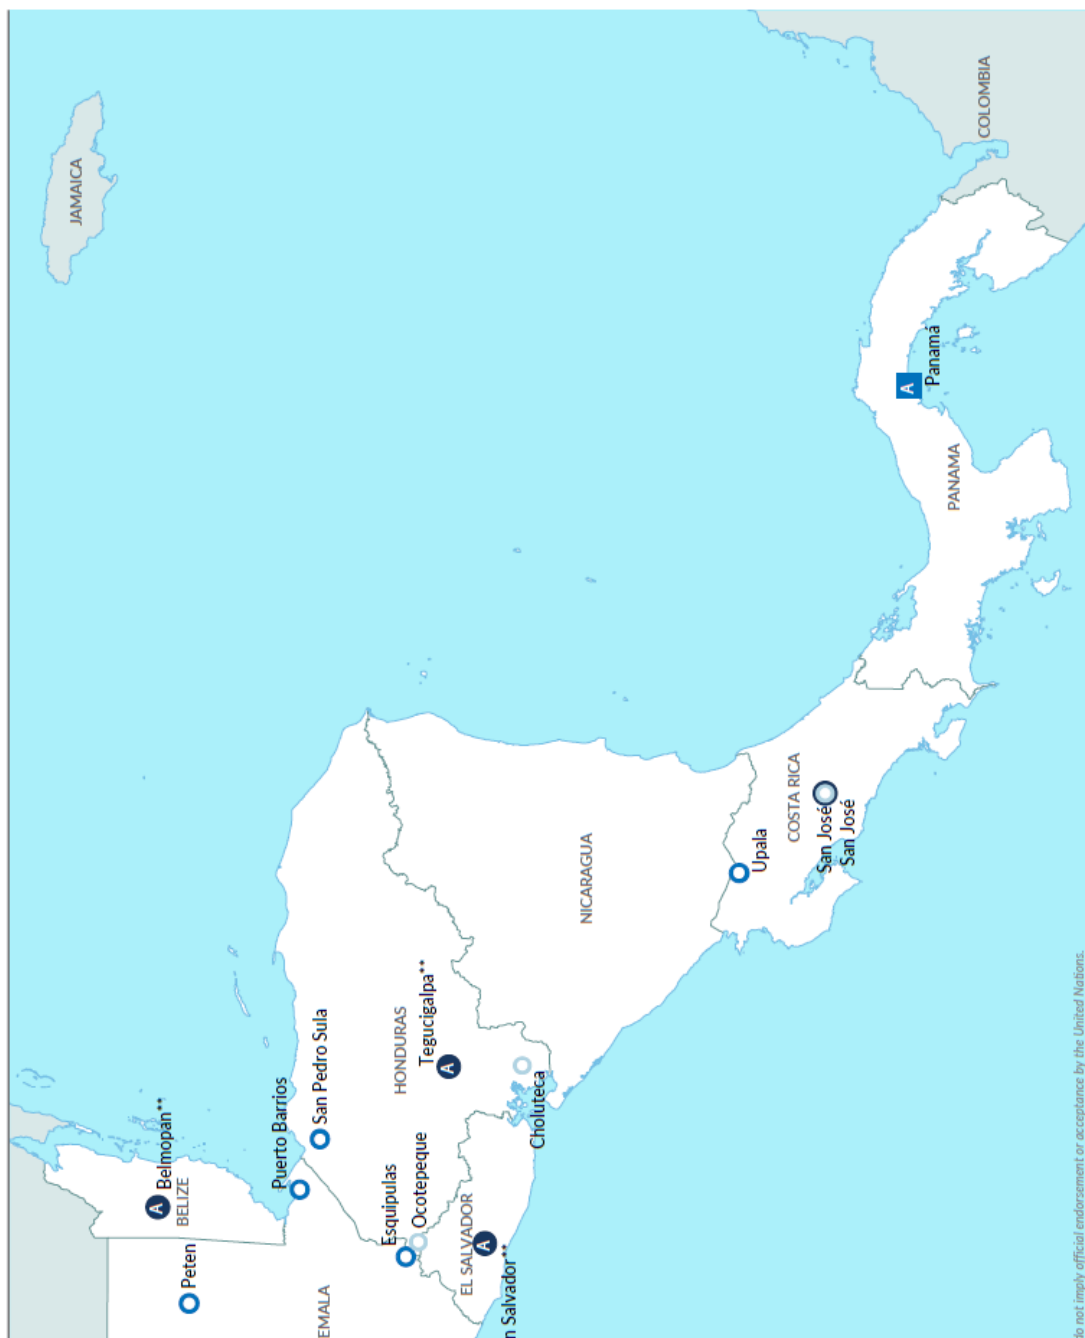 JAMAICA
COLOMBIA
A
Panamá
PANAMA
COSTA RICA
San José
San José
Upala
NICARAGUA
HONDURAS
Tegucigalpa**
A
San Pedro Sula
Puerto Barrios
Belmopan**
A
BELIZE
Choluteca
Esquipulas
Ocotepeque
EL SALVADOR
A
n Salvador**
Peten
EMALA
o not imply official endorsement or acceptance by the United Nations.